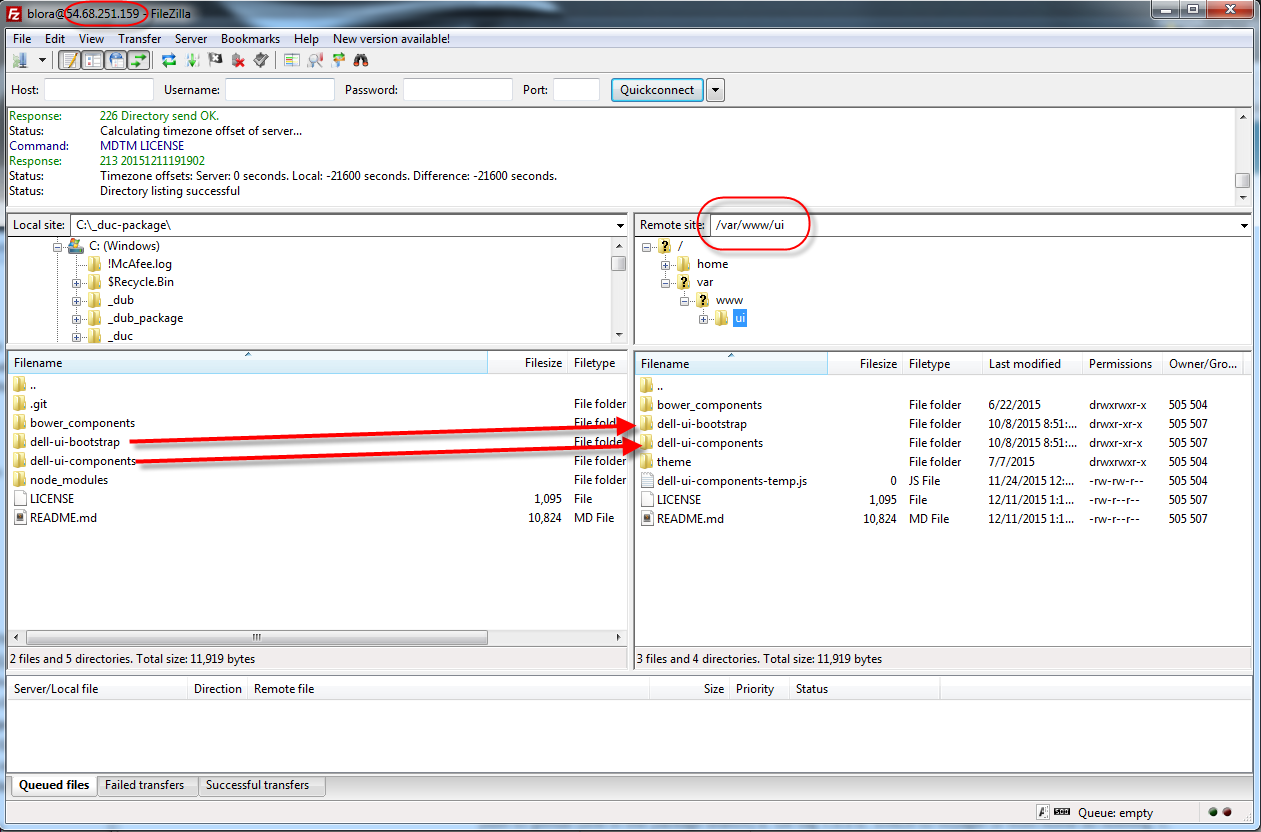 blora@54.68.251.159 - FileZilla
File Edit View Transfer Server Bookmarks Help New version available!
Host: Username: Password: Port: Quickconnect
Response: 226 Directory send OK.
Status: Calculating timezone offset of server...
Command: MDTM LICENSE
Response: 213 20151211191902
Status: Timezone offsets: Server: 0 seconds. Local: -21600 seconds. Difference: -21600 seconds.
Status: Directory listing successful
Local site: C:\_duc-package\
C: (Windows)
!McAfee.log
$Recycle.Bin
_dub
_dub_package
_duc
Remote site: /var/www/ui
/
home
var
www
ui
Filename Filesize Filetype
..
.git File folder
bower_components File folder
dell-ui-bootstrap File folder
dell-ui-components File folder
node_modules File folder
LICENSE 1,095 File
README.md 10,824 MD File
2 files and 5 directories. Total size: 11,919 bytes
Filename Filesize Filetype Last modified Permissions Owner/Gro...
..
bower_components File folder 6/22/2015 drwxrwxr-x 505 504
dell-ui-bootstrap File folder 10/8/2015 8:51:... drwxr-xr-x 505 507
dell-ui-components File folder 10/8/2015 8:51:... drwxr-xr-x 505 507
theme File folder 7/7/2015 drwxrwxr-x 505 504
dell-ui-components-temp.js 0 JS File 11/24/2015 12:... -rw-rw-r-- 505 504
LICENSE 1,095 File 12/11/2015 1:1... -rw-r--r-- 505 507
README.md 10,824 MD File 12/11/2015 1:1... -rw-r--r-- 505 507
3 files and 4 directories. Total size: 11,919 bytes
Server/Local file Direction Remote file Size Priority Status
Queued files Failed transfers Successful transfers
Queue: empty